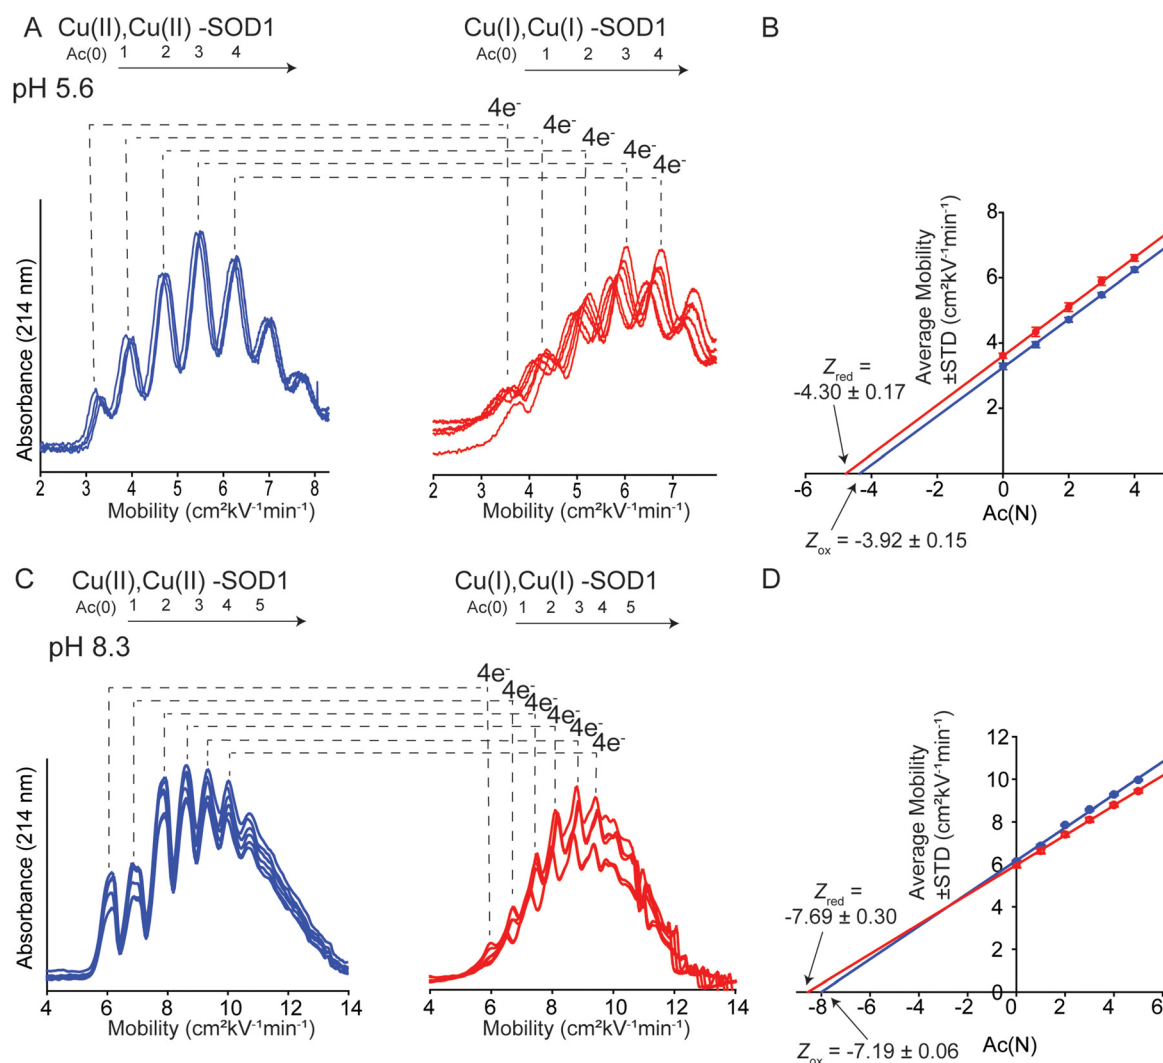 A
Cu(II),Cu(II) -SOD1
Ac(0) 1 2 3 4
Cu(I),Cu(I) -SOD1
Ac(0) 1 2 3 4
pH 5.6
4e⁻
4e⁻
4e⁻
4e⁻
4e⁻
Absorbance (214 nm)
2 3 4 5 6 7 8
Mobility (cm²kV⁻¹min⁻¹)
2 3 4 5 6 7
Mobility (cm²kV⁻¹min⁻¹)
B
Average Mobility
±STD (cm²kV⁻¹min⁻¹)
8
6
4
2
Z_red =
-4.30 ± 0.17
-6 -4 -2 0 2 4
Ac(N)
Z_ox = -3.92 ± 0.15
C
Cu(II),Cu(II) -SOD1
Ac(0) 1 2 3 4 5
Cu(I),Cu(I) -SOD1
Ac(0) 1 2 3 4 5
pH 8.3
4e⁻
4e⁻
4e⁻
4e⁻
4e⁻
4e⁻
Absorbance (214 nm)
4 6 8 10 12 14
Mobility (cm²kV⁻¹min⁻¹)
4 6 8 10 12 14
Mobility (cm²kV⁻¹min⁻¹)
D
Average Mobility
±STD (cm²kV⁻¹min⁻¹)
12
10
8
6
4
2
0
Z_red =
-7.69 ± 0.30
-8 -6 -4 -2 0 2 4 6
Ac(N)
Z_ox = -7.19 ± 0.06